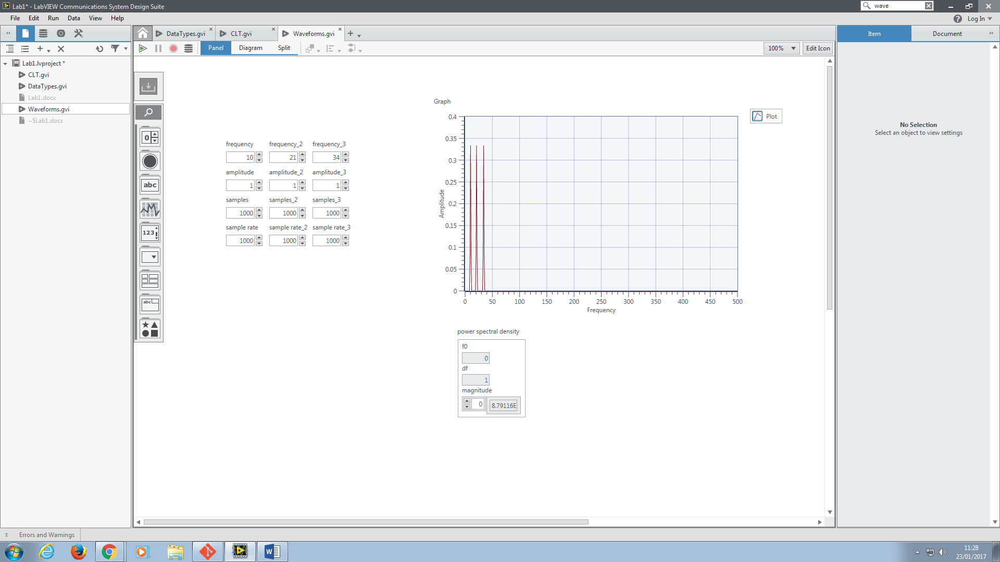 Lab1* - LabVIEW Communications System Design Suite
wave
File Edit Run Data View Help
Log In
DataTypes.gvi CLT.gvi Waveforms.gvi
Item Document
Panel Diagram Split
100% Edit Icon
Lab1.lvproject *
CLT.gvi
DataTypes.gvi
Lab1.docx
Waveforms.gvi
~$Lab1.docx
0
abc
123
abc
frequency frequency_2 frequency_3
10 21 34
amplitude amplitude_2 amplitude_3
1 1 1
samples samples_2 samples_3
1000 1000 1000
sample rate sample rate_2 sample rate_3
1000 1000 1000
Graph
Plot
Amplitude
0.4
0.35
0.3
0.25
0.2
0.15
0.1
0.05
0
0 50 100 150 200 250 300 350 400 450 500
Frequency
power spectral density
f0
0
df
1
magnitude
0 8.79116E
No Selection
Select an object to view settings
Errors and Warnings
11:28
23/01/2017